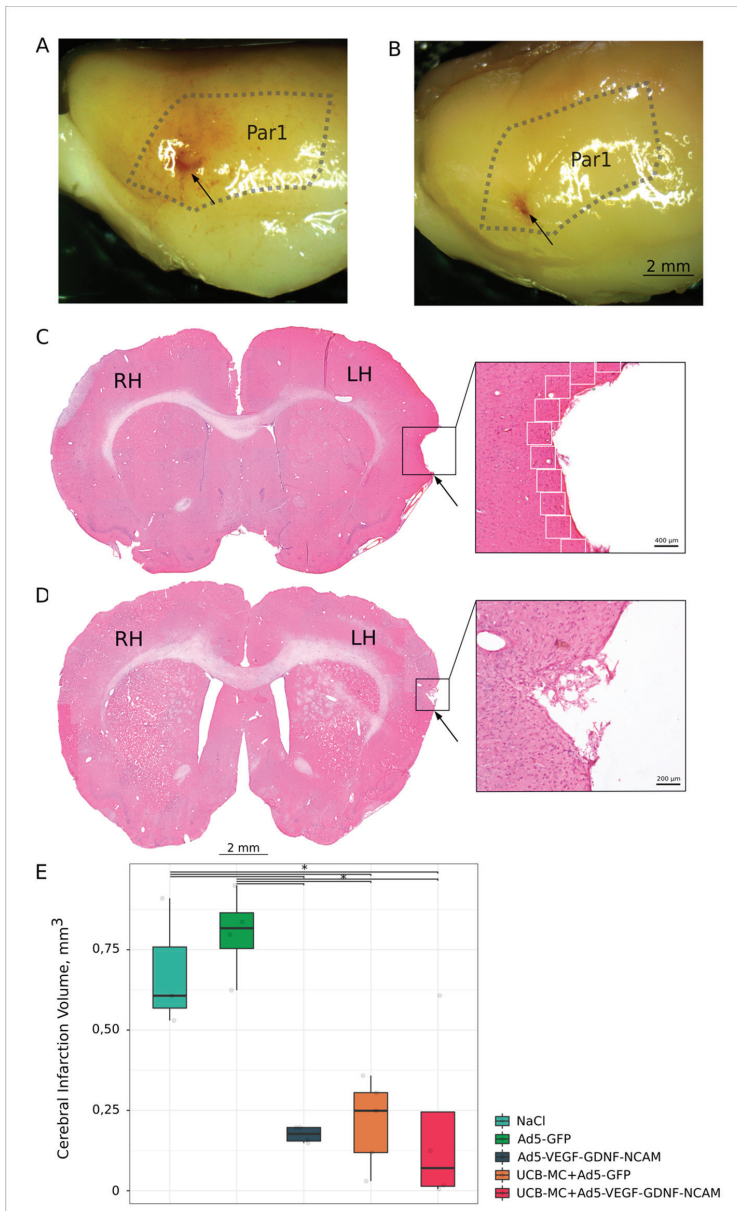 A
Par1
B
Par1
2 mm
C
RH
LH
400 µm
D
RH
LH
200 µm
2 mm
E
* *
Cerebral Infarction Volume, mm³
0,75
0,50
0,25
0
NaCl
Ad5-GFP
Ad5-VEGF-GDNF-NCAM
UCB-MC+Ad5-GFP
UCB-MC+Ad5-VEGF-GDNF-NCAM